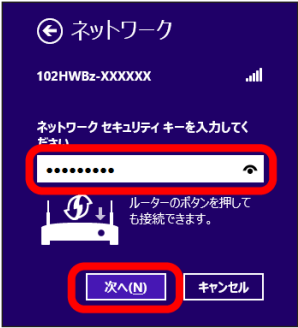 ネットワーク
102HWBz-XXXXXX
ネットワーク セキュリティ キーを入力してく
ださい
●●●●●●●●●
ルーターのボタンを押して
も接続できます。
次へ(N)
キャンセル